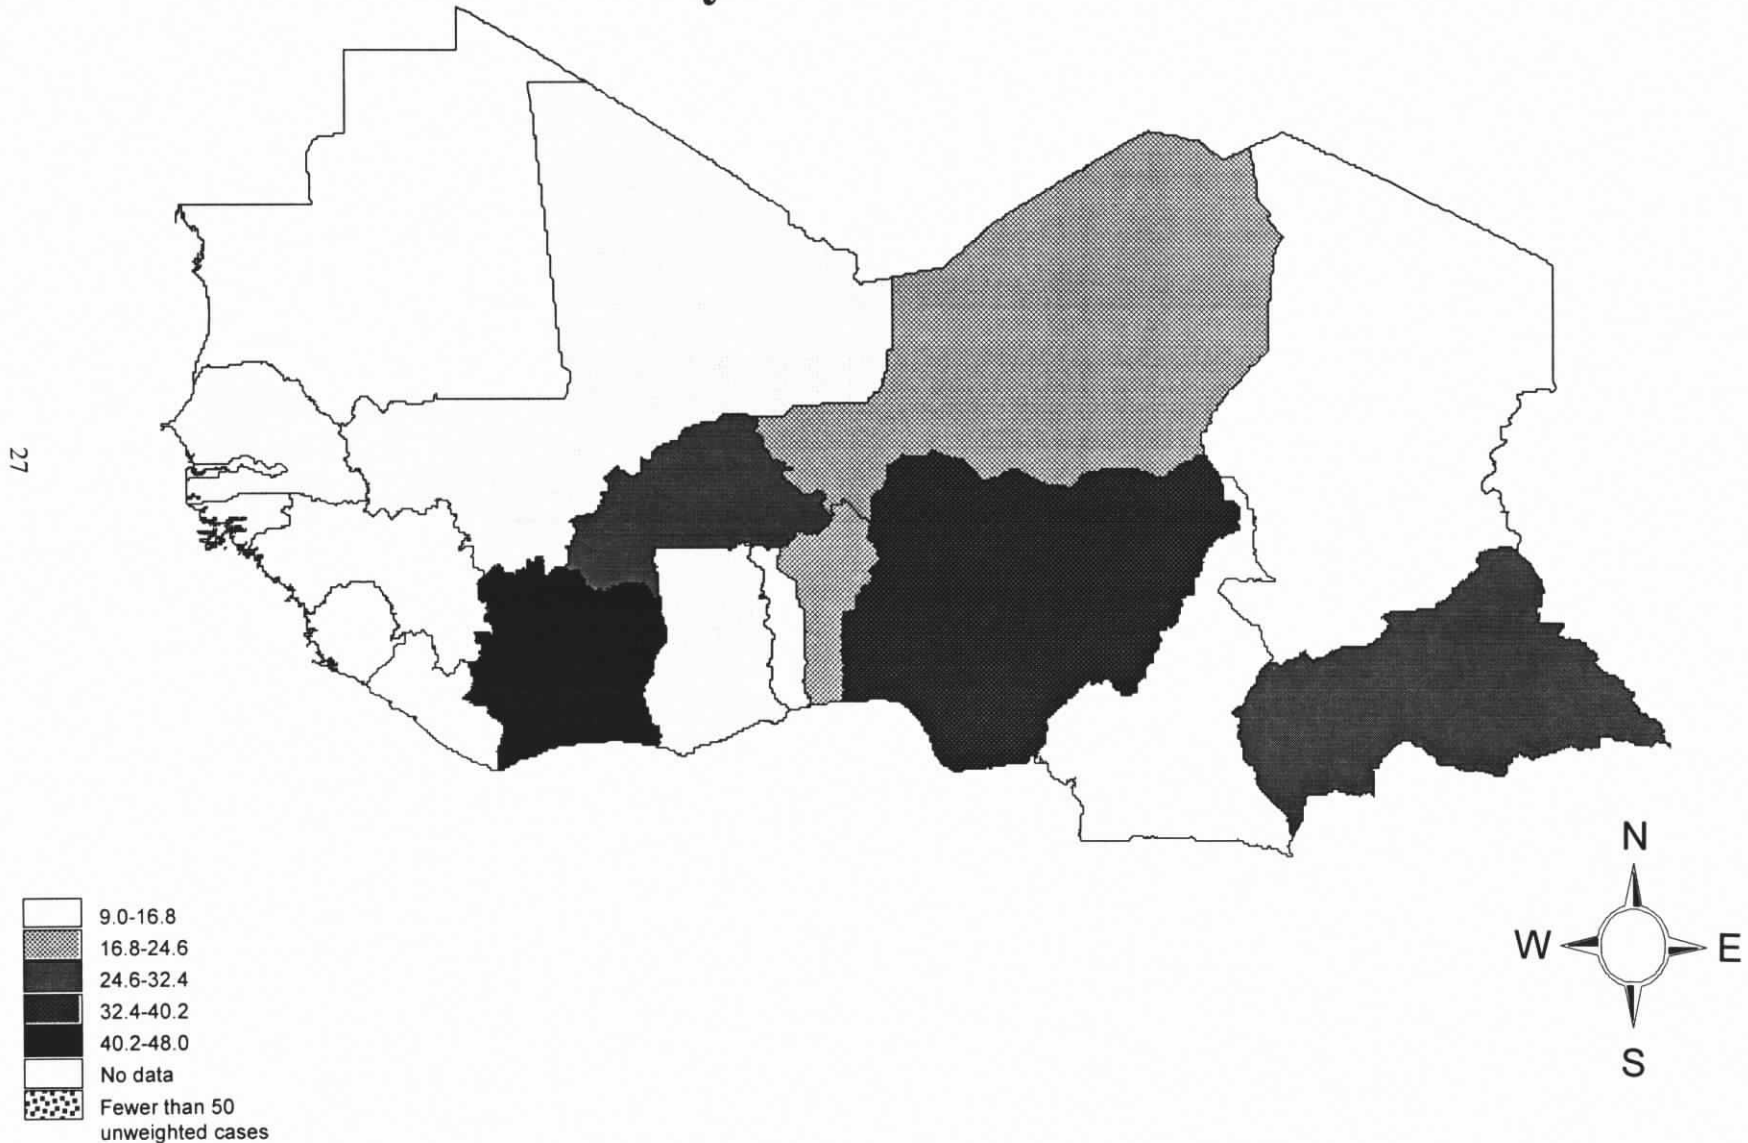 27
N
W E
S
9.0-16.8
16.8-24.6
24.6-32.4
32.4-40.2
40.2-48.0
No data
Fewer than 50
unweighted cases